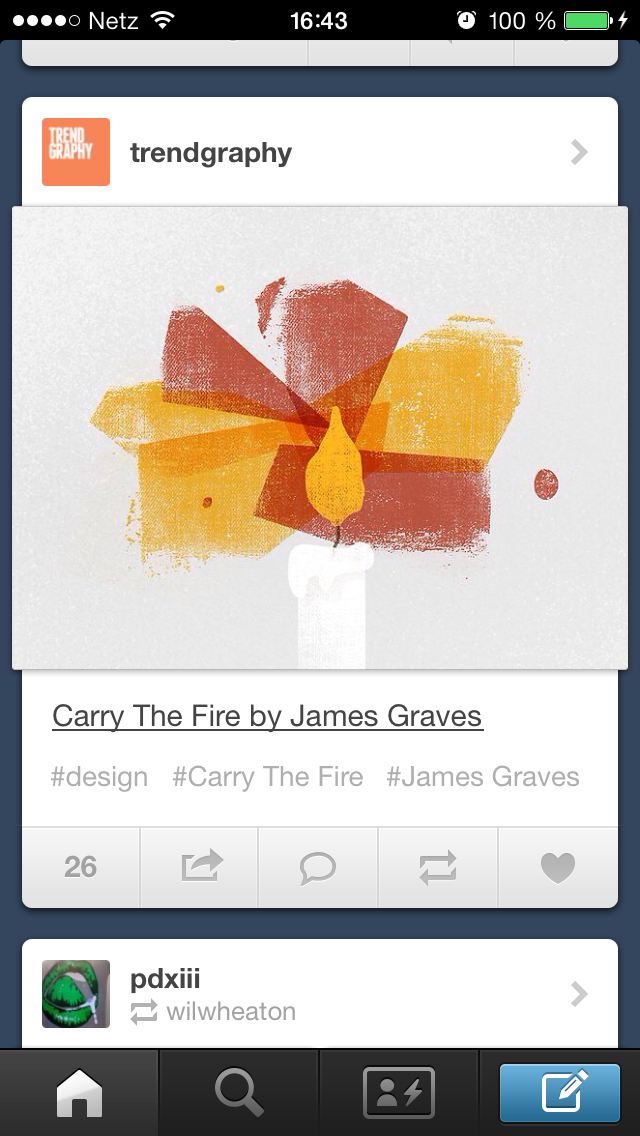 Netz 16:43 100 %
TREND
GRAPHY
trendgraphy
Carry The Fire by James Graves
#design #Carry The Fire #James Graves
26
pdxiii
wilwheaton